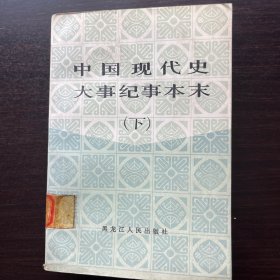 中国现代史
大事纪事本末
（下）
黑龙江人民出版社